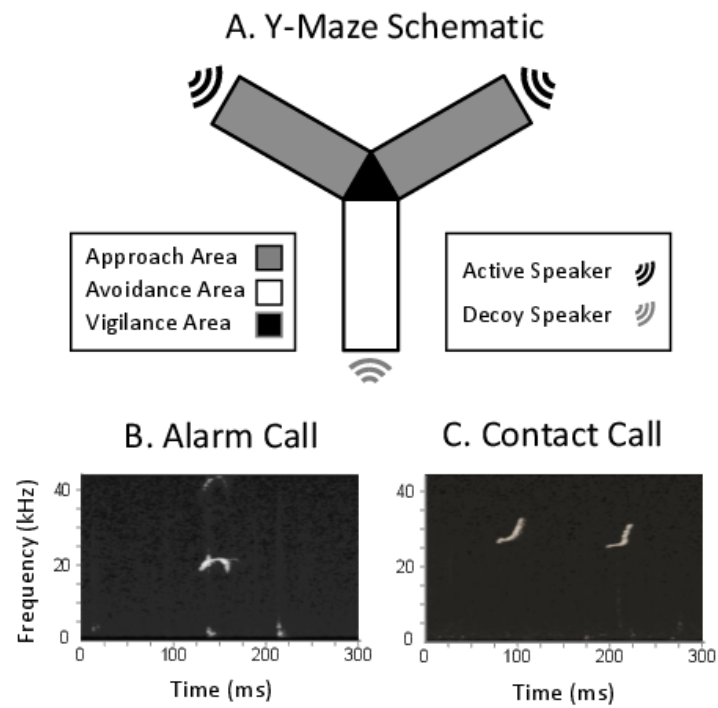 A. Y-Maze Schematic
Approach Area
Avoidance Area
Vigilance Area
Active Speaker
Decoy Speaker
B. Alarm Call
C. Contact Call
Frequency (kHz)
40
20
0
0 100 200 300
Time (ms)
40
20
0
0 100 200 300
Time (ms)